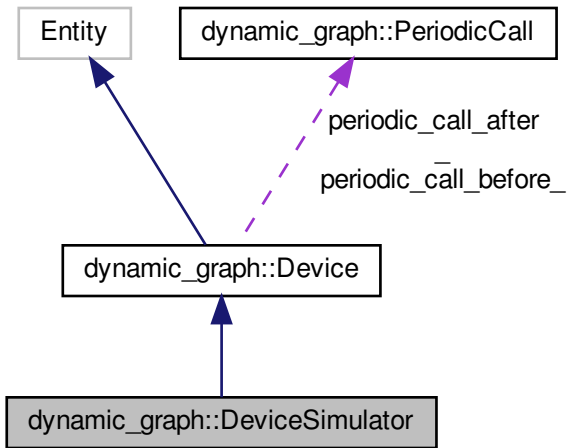 Entity
dynamic_graph::PeriodicCall
periodic_call_after
_
periodic_call_before_
dynamic_graph::Device
dynamic_graph::DeviceSimulator